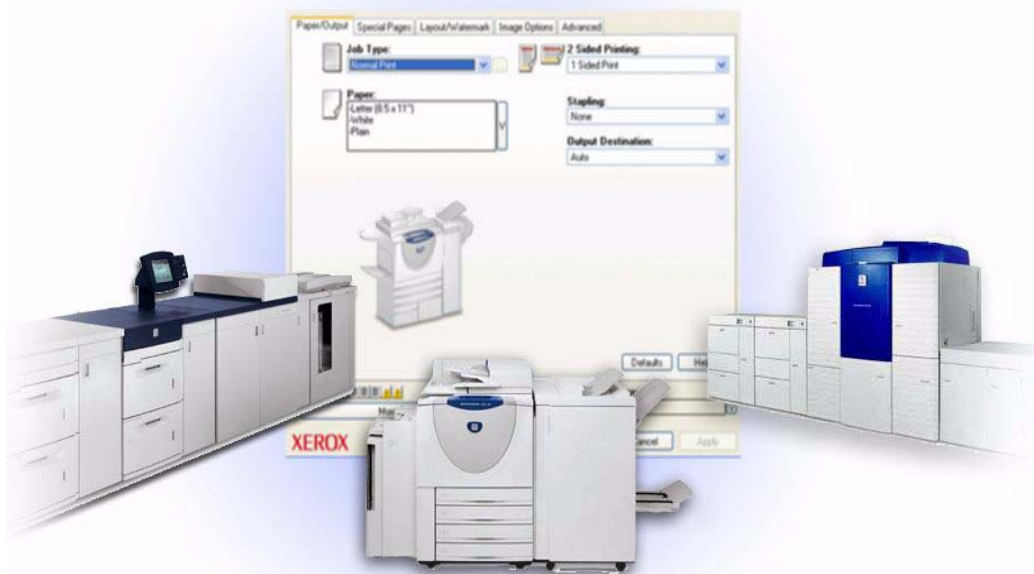 Paper/Output Special Pages Layout/Watermark Image Options Advanced
Job Type: 2 Sided Printing:
Normal Print 1 Sided Print
Paper: Stapling:
-Letter (8.5 x 11") None
-White
-Plain
Output Destination:
Auto
Defaults
XEROX Apply